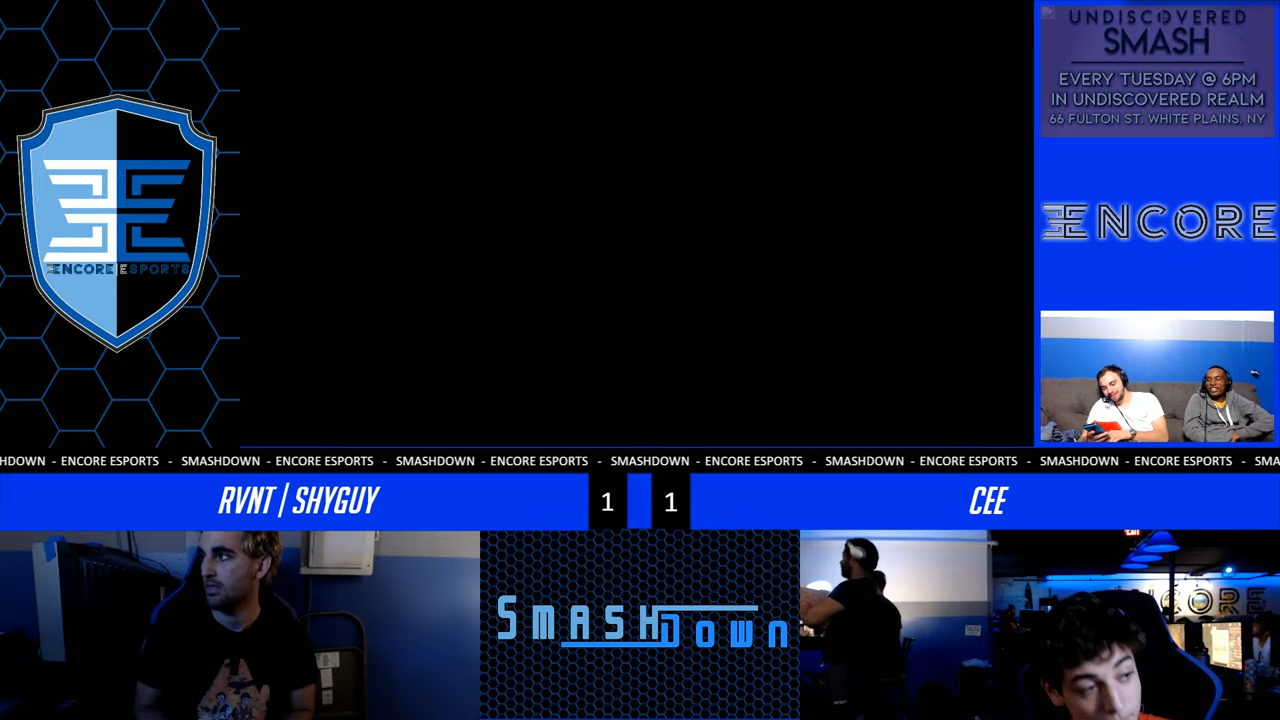 UNDISCOVERED
SMASH
EVERY TUESDAY @ 6PM
IN UNDISCOVERED REALM
66 FULTON ST. WHITE PLAINS, NY
ENCORE
ENCORE ESPORTS
HDOWN - ENCORE ESPORTS - SMASHDOWN - ENCORE ESPORTS - SMASHDOWN - ENCORE ESPORTS - SMASHDOWN - ENCORE ESPORTS - SMASHDOWN - ENCORE ESPORTS - SMASHDOWN - ENCORE ESPORTS - SMA
RVNT | SHYGUY 1 1 CEE
SMASHDOWN
EXIT